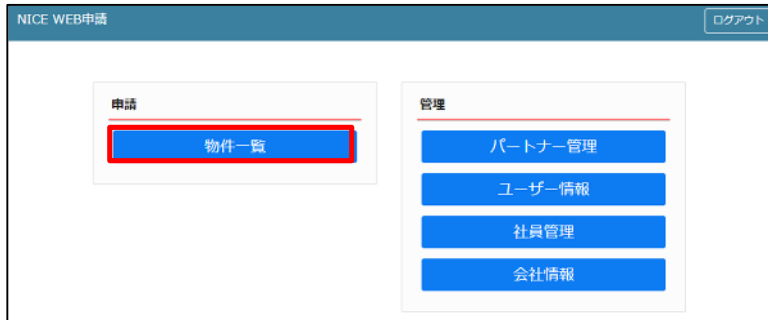 NICE WEB申請
ログアウト
申請
物件一覧
管理
パートナー管理
ユーザー情報
社員管理
会社情報